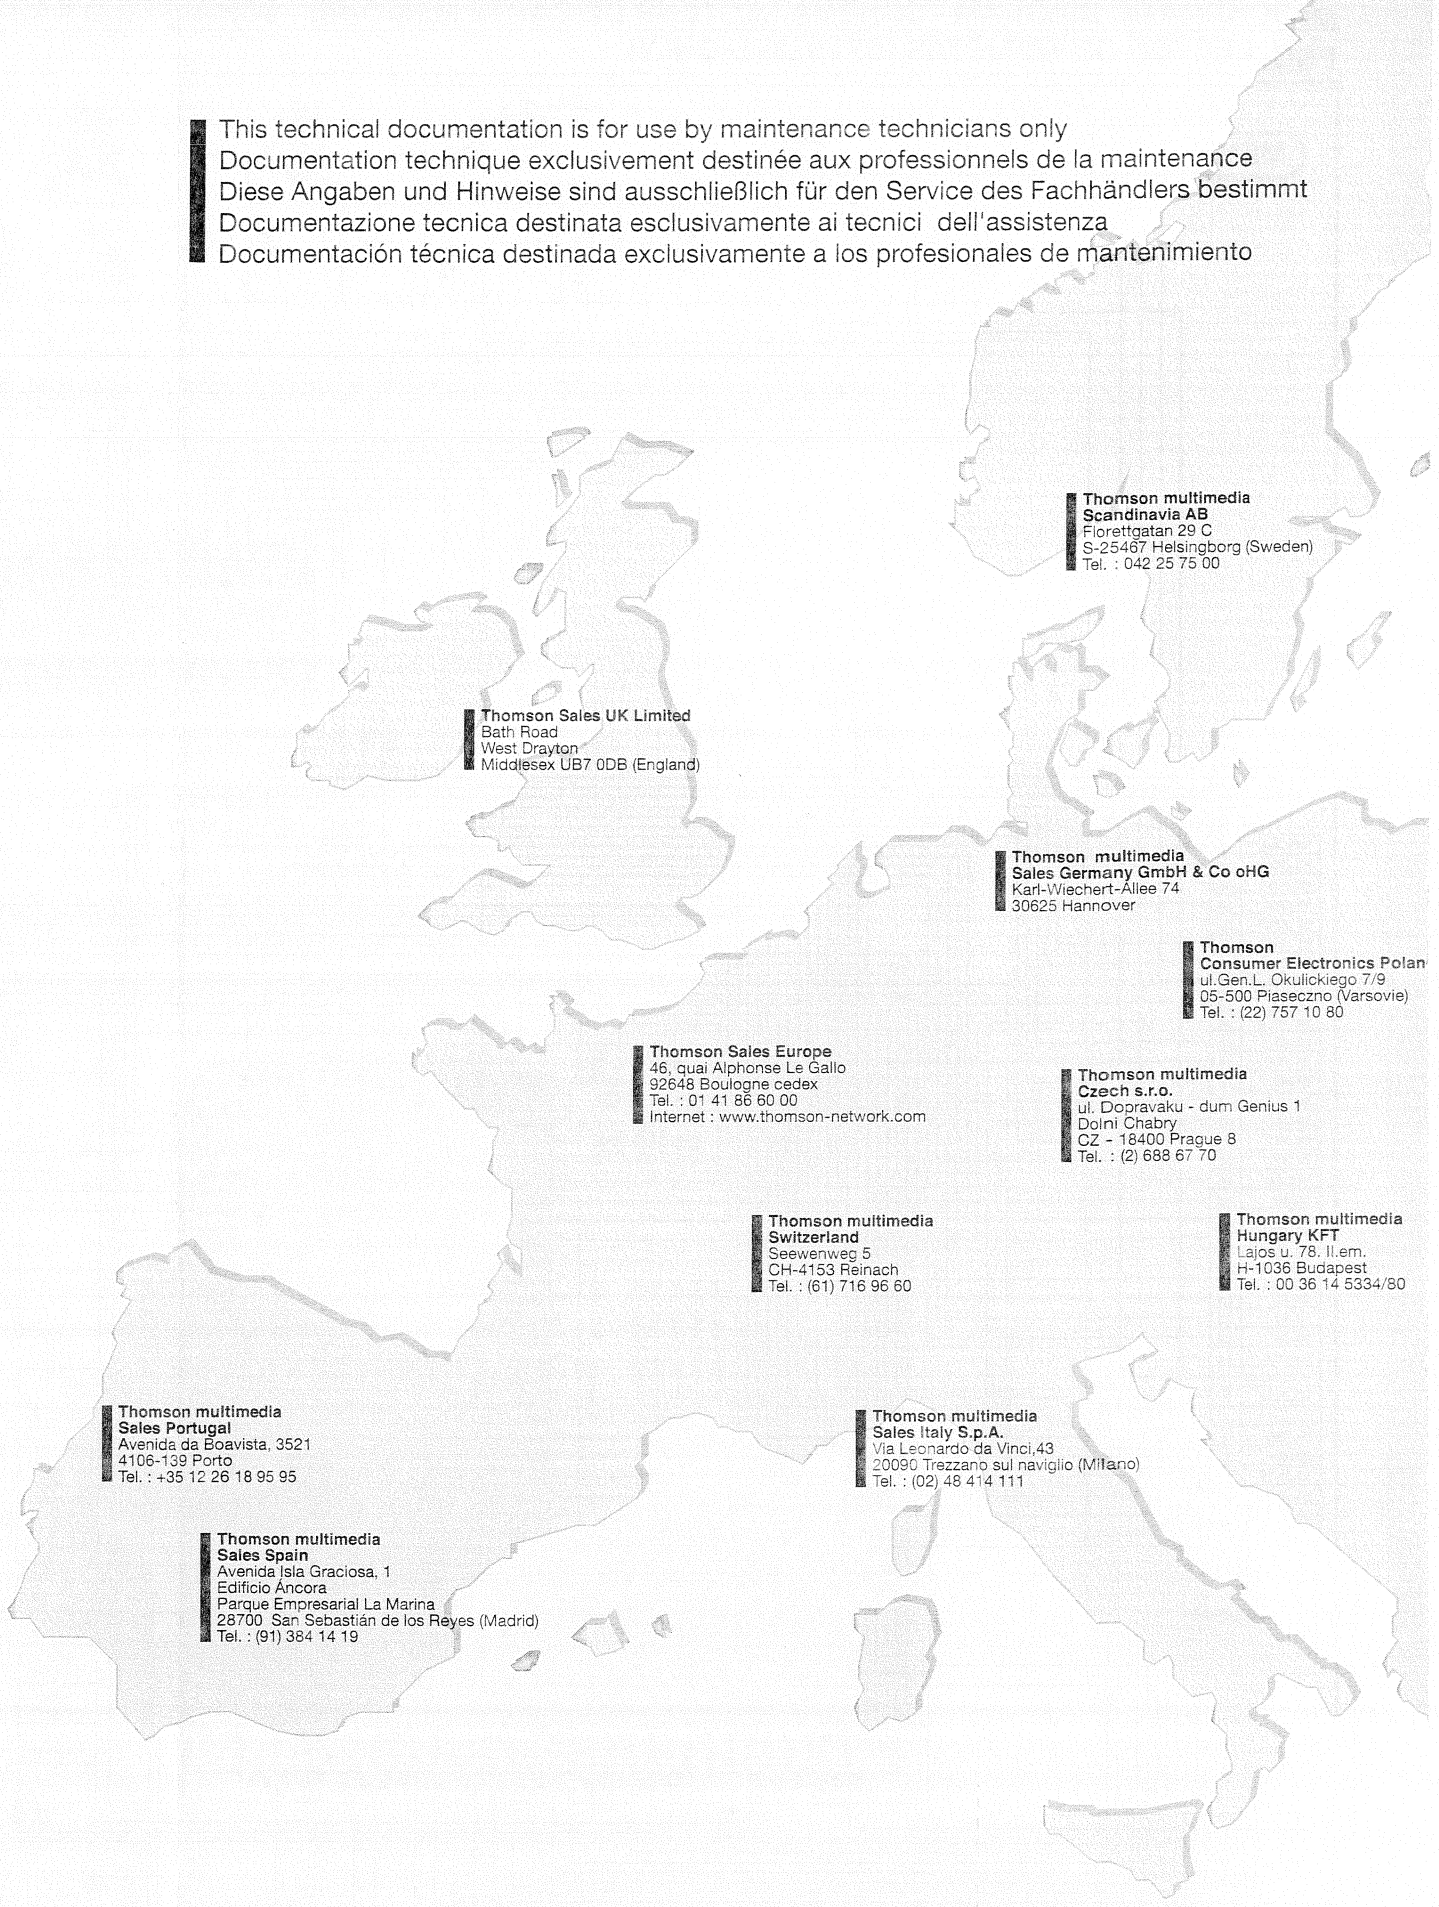 This technical documentation is for use by maintenance technicians only
Documentation technique exclusivement destinée aux professionnels de la maintenance
Diese Angaben und Hinweise sind ausschließlich für den Service des Fachhändlers bestimmt
Documentazione tecnica destinata esclusivamente ai tecnici dell'assistenza
Documentación técnica destinada exclusivamente a los profesionales de mantenimiento
Thomson multimedia
Scandinavia AB
Florettgatan 29 C
S-25467 Helsingborg (Sweden)
Tel. : 042 25 75 00
Thomson Sales UK Limited
Bath Road
West Drayton
Middlesex UB7 0DB (England)
Thomson multimedia
Sales Germany GmbH & Co oHG
Karl-Wiechert-Allee 74
30625 Hannover
Thomson
Consumer Electronics Polan
ul.Gen.L. Okulickiego 7/9
05-500 Piaseczno (Varsovie)
Tel. : (22) 757 10 80
Thomson Sales Europe
46, quai Alphonse Le Gallo
92648 Boulogne cedex
Tel. : 01 41 86 60 00
Internet : www.thomson-network.com
Thomson multimedia
Czech s.r.o.
ul. Dopravaku - dum Genius 1
Dolni Chabry
CZ - 18400 Prague 8
Tel. : (2) 688 67 70
Thomson multimedia
Switzerland
Seewenweg 5
CH-4153 Reinach
Tel. : (61) 716 96 60
Thomson multimedia
Hungary KFT
Lajos u. 78. II.em.
H-1036 Budapest
Tel. : 00 36 14 5334/80
Thomson multimedia
Sales Portugal
Avenida da Boavista, 3521
4106-139 Porto
Tel. : +35 12 26 18 95 95
Thomson multimedia
Sales Italy S.p.A.
Via Leonardo da Vinci,43
20090 Trezzano sul naviglio (Milano)
Tel. : (02) 48 414 111
Thomson multimedia
Sales Spain
Avenida Isla Graciosa, 1
Edificio Áncora
Parque Empresarial La Marina
28700 San Sebastián de los Reyes (Madrid)
Tel. : (91) 384 14 19